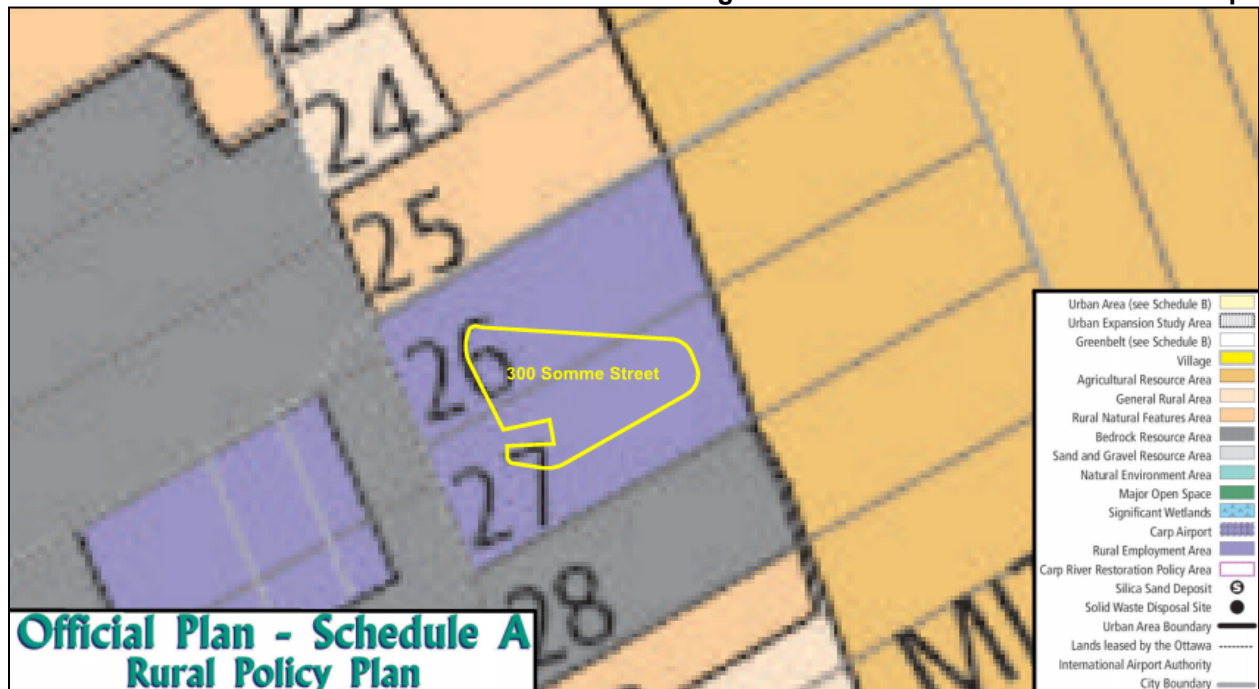 23
24
25
26
300 Somme Street
27
28
MU
Urban Area (see Schedule B)
Urban Expansion Study Area
Greenbelt (see Schedule B)
Village
Agricultural Resource Area
General Rural Area
Rural Natural Features Area
Bedrock Resource Area
Sand and Gravel Resource Area
Natural Environment Area
Major Open Space
Significant Wetlands
Carp Airport
Rural Employment Area
Carp River Restoration Policy Area
Silica Sand Deposit S
Solid Waste Disposal Site
Urban Area Boundary
Lands leased by the Ottawa
International Airport Authority
City Boundary
Official Plan - Schedule A
Rural Policy Plan